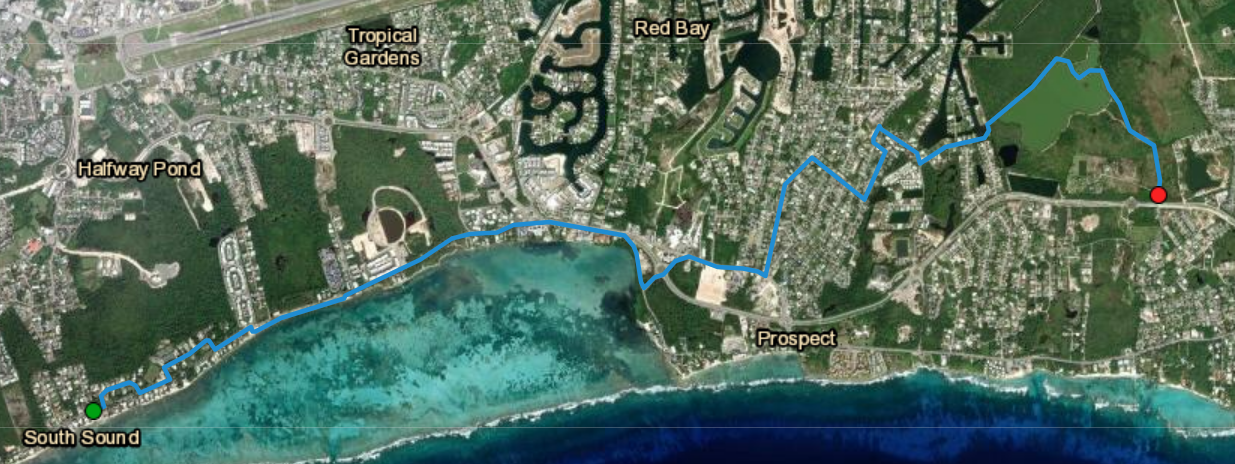 Tropical
Gardens
Red Bay
Halfway Pond
Prospect
South Sound